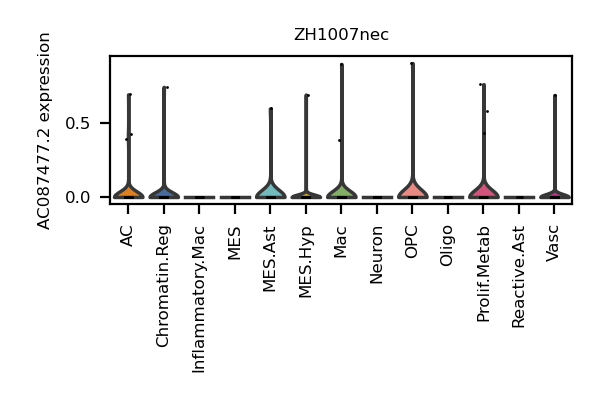 ZH1007nec
AC087477.2 expression
0.5
0.0
AC
Chromatin.Reg
Inflammatory.Mac
MES
MES.Ast
MES.Hyp
Mac
Neuron
OPC
Oligo
Prolif.Metab
Reactive.Ast
Vasc